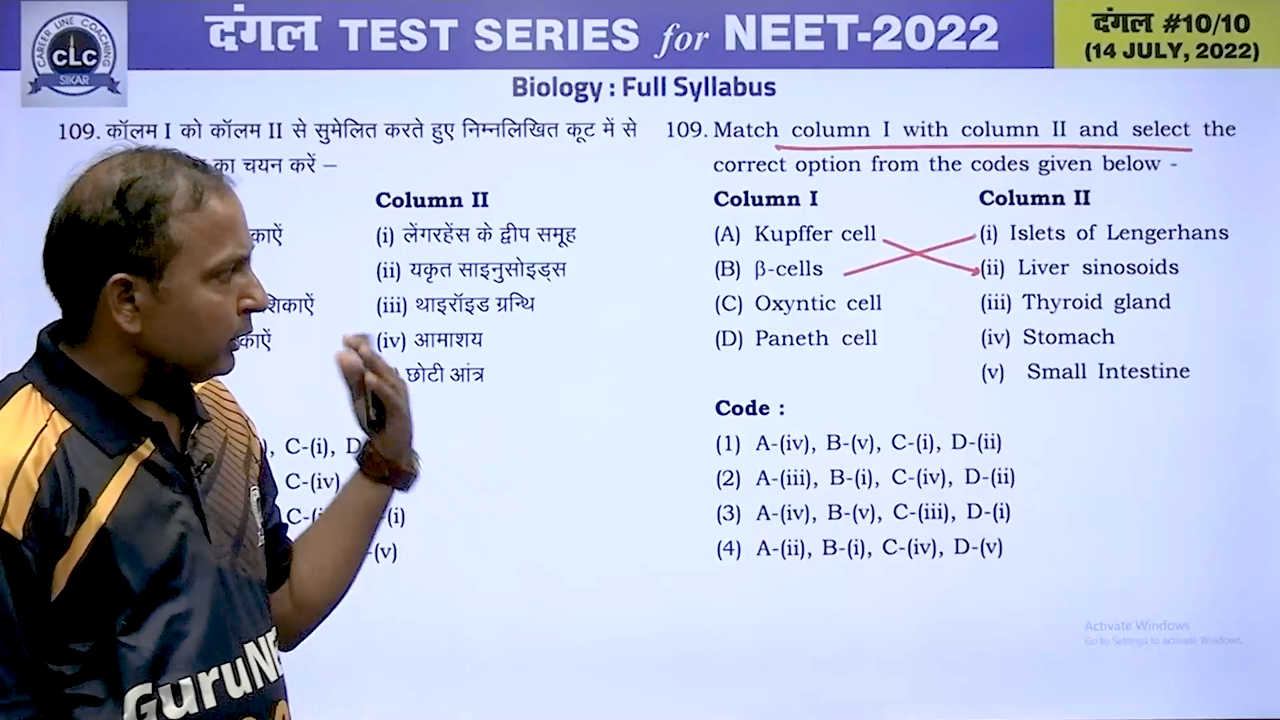 CAREER LINE COACHING
CLC
SIKAR
दंगल TEST SERIES for NEET-2022
दंगल #10/10
(14 JULY, 2022)
Biology : Full Syllabus
109. कॉलम I को कॉलम II से सुमेलित करते हुए निम्नलिखित कूट में से
का चयन करें –
Column II
(i) लेंगरहेंस के द्वीप समूह
(ii) यकृत साइनुसोइड्स
(iii) थाइरॉइड ग्रन्थि
(iv) आमाशय
छोटी आंत्र
C-(i), D
C-(iv)
(i)
-(v)
109. Match column I with column II and select the
correct option from the codes given below -
Column I Column II
(A) Kupffer cell (i) Islets of Lengerhans
(B) β-cells (ii) Liver sinosoids
(C) Oxyntic cell (iii) Thyroid gland
(D) Paneth cell (iv) Stomach
(v) Small Intestine
Code :
(1) A-(iv), B-(v), C-(i), D-(ii)
(2) A-(iii), B-(i), C-(iv), D-(ii)
(3) A-(iv), B-(v), C-(iii), D-(i)
(4) A-(ii), B-(i), C-(iv), D-(v)
Activate Windows
Go to Settings to activate Windows.